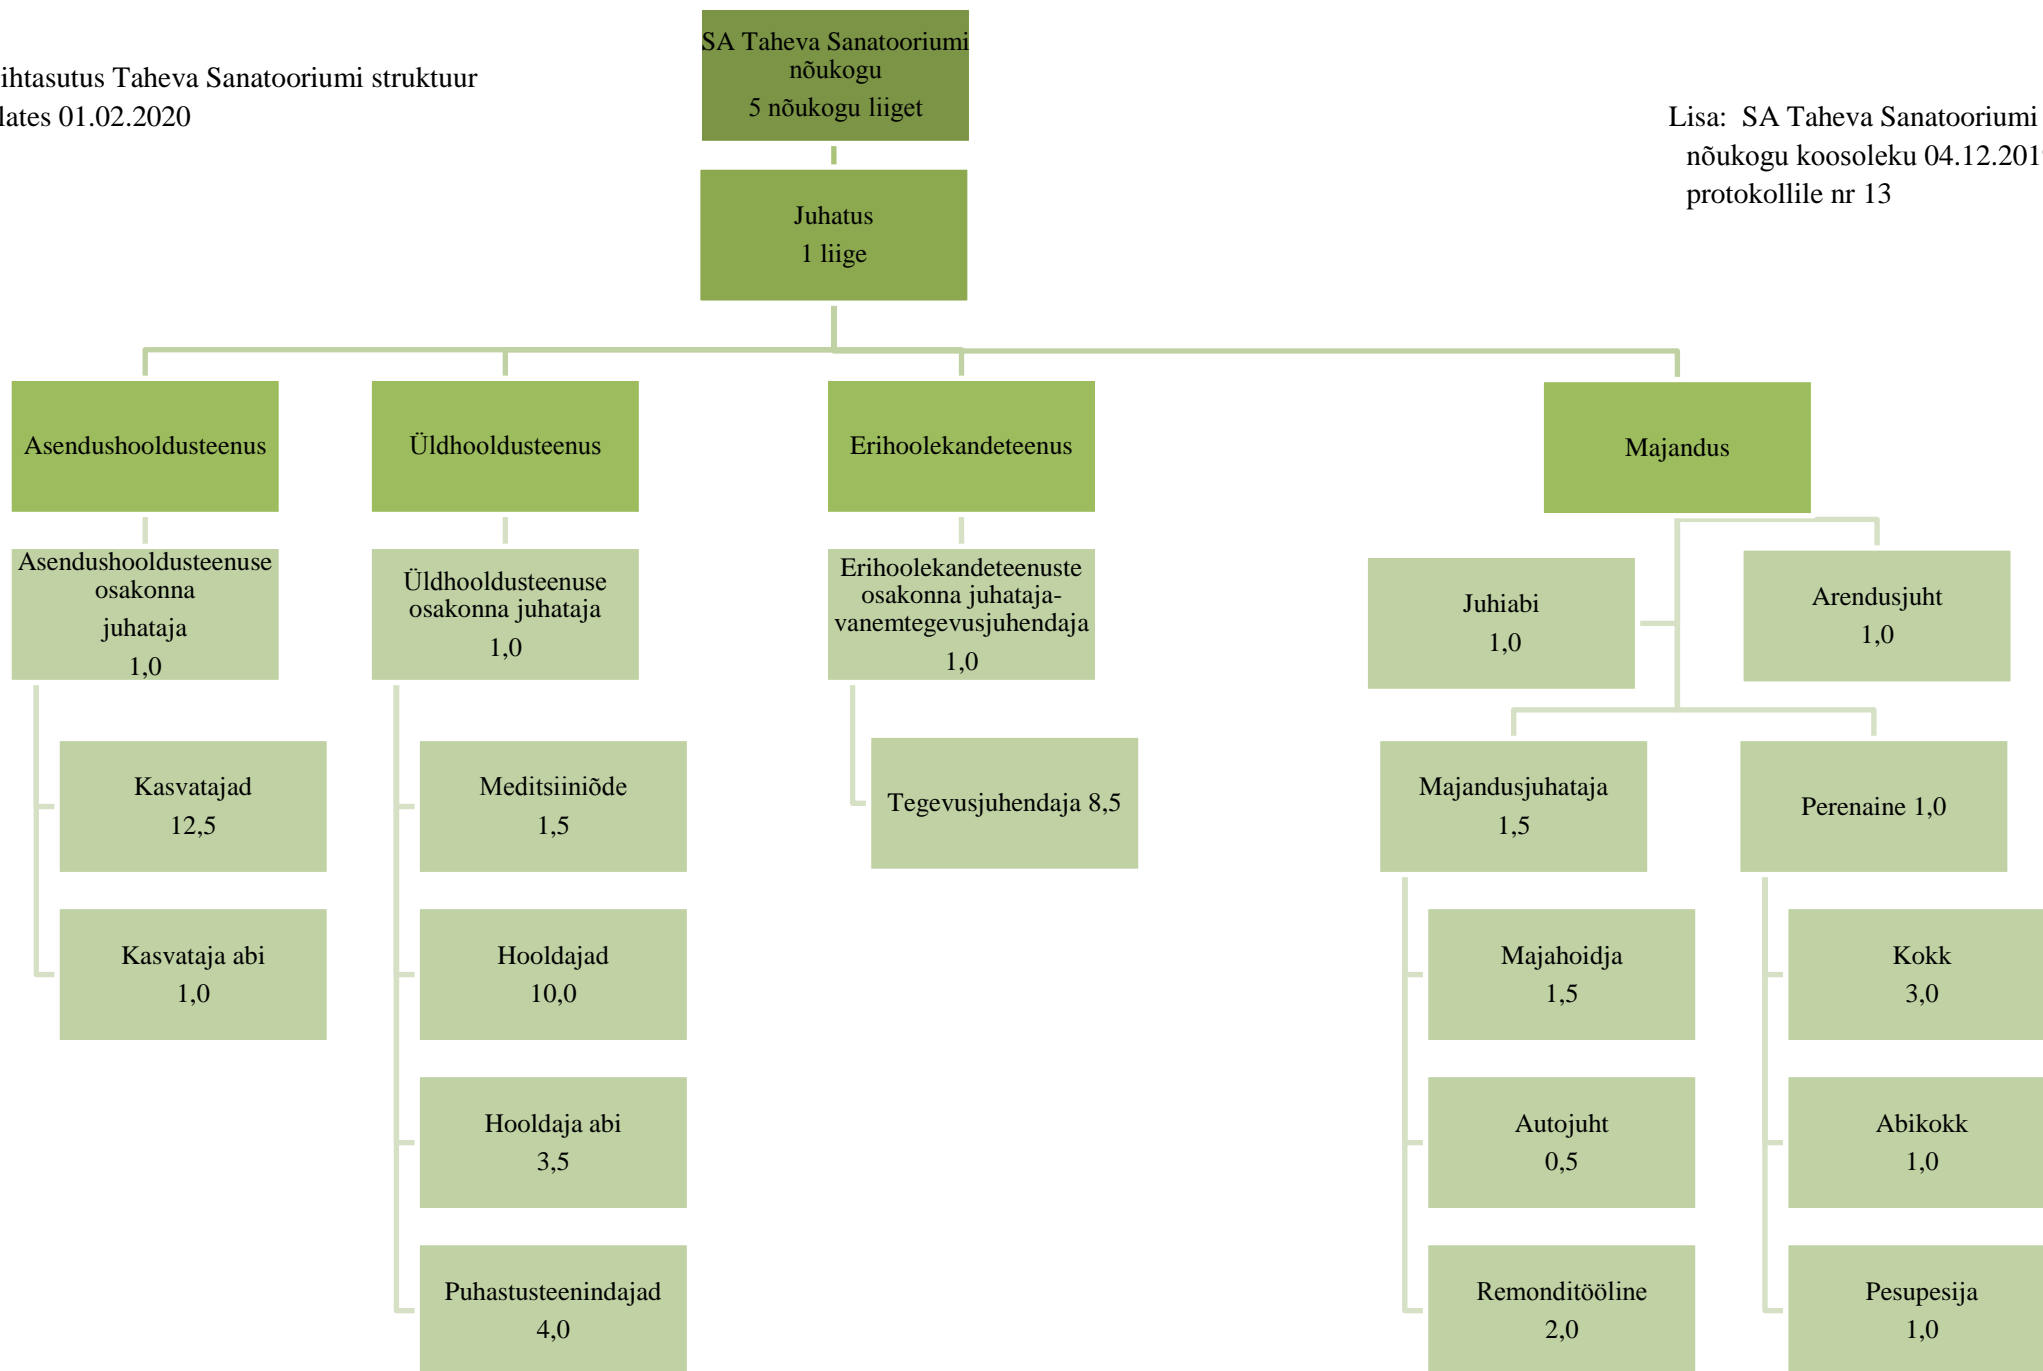 ihtasutus Taheva Sanatooriumi struktuur
lates 01.02.2020
SA Taheva Sanatooriumi
nõukogu
5 nõukogu liiget
Lisa: SA Taheva Sanatooriumi
nõukogu koosoleku 04.12.201
protokollile nr 13
Juhatus
1 liige
Asendushooldusteenus
Üldhooldusteenus
Erihoolekandeteenus
Majandus
Asendushooldusteenuse
osakonna
juhataja
1,0
Üldhooldusteenuse
osakonna juhataja
1,0
Erihoolekandeteenuste
osakonna juhataja-
vanemtegevusjuhendaja
1,0
Juhiabi
1,0
Arendusjuht
1,0
Kasvatajad
12,5
Meditsiiniõde
1,5
Tegevusjuhendaja 8,5
Majandusjuhataja
1,5
Perenaine 1,0
Kasvataja abi
1,0
Hooldajad
10,0
Majahoidja
1,5
Kokk
3,0
Hooldaja abi
3,5
Autojuht
0,5
Abikokk
1,0
Puhastusteenindajad
4,0
Remonditööline
2,0
Pesupesija
1,0